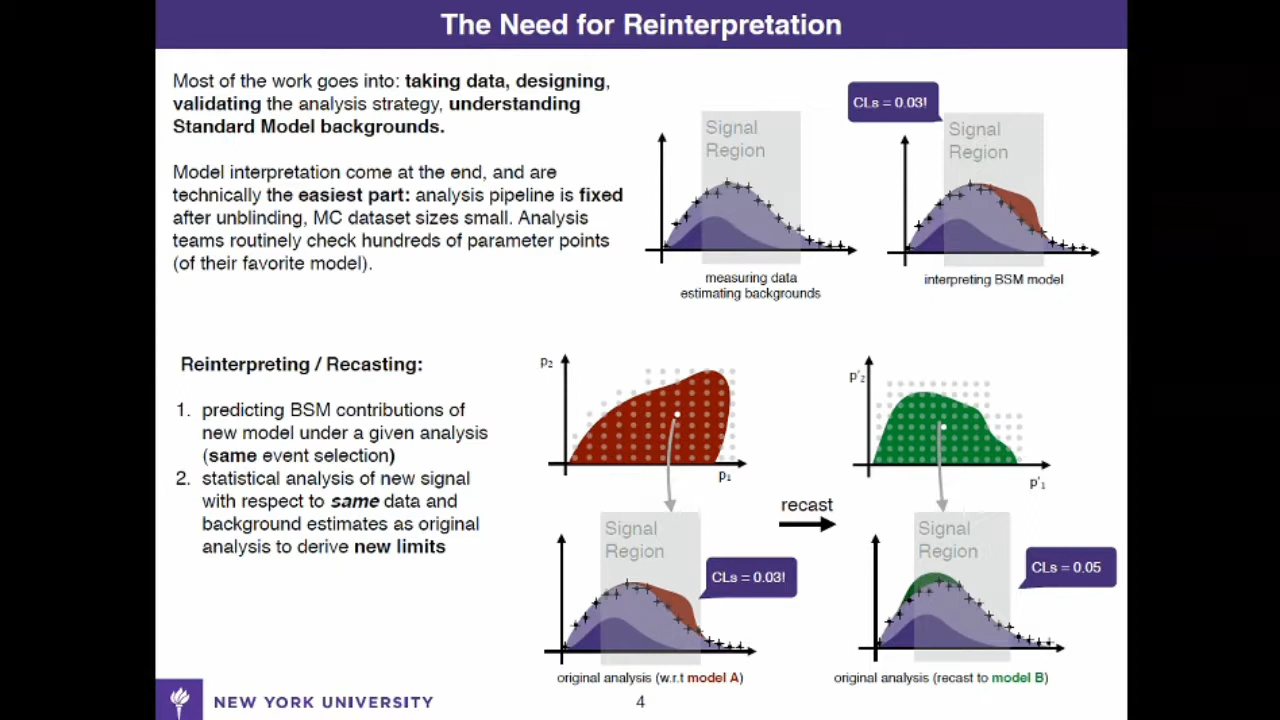 The Need for Reinterpretation
Most of the work goes into: taking data, designing,
validating the analysis strategy, understanding
Standard Model backgrounds.
Model interpretation come at the end, and are
technically the easiest part: analysis pipeline is fixed
after unblinding, MC dataset sizes small. Analysis
teams routinely check hundreds of parameter points
(of their favorite model).
Signal
Region
measuring data
estimating backgrounds
CLs = 0.03!
Signal
Region
interpreting BSM model
Reinterpreting / Recasting:
1. predicting BSM contributions of
new model under a given analysis
(same event selection)
2. statistical analysis of new signal
with respect to same data and
background estimates as original
analysis to derive new limits
p₂
p₁
Signal
Region
CLs = 0.03!
original analysis (w.r.t model A)
recast
p'₂
p'₁
Signal
Region
CLs = 0.05
original analysis (recast to model B)
NEW YORK UNIVERSITY
4